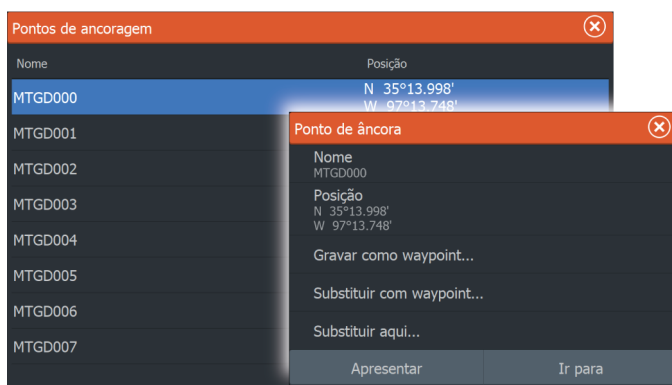 Pontos de ancoragem
Nome Posição
MTGD000 N 35°13.998'
W 97°13.748'
MTGD001
MTGD002
MTGD003
MTGD004
MTGD005
MTGD006
MTGD007
Ponto de âncora
Nome
MTGD000
Posição
N 35°13.998'
W 97°13.748'
Gravar como waypoint...
Substituir com waypoint...
Substituir aqui...
Apresentar Ir para